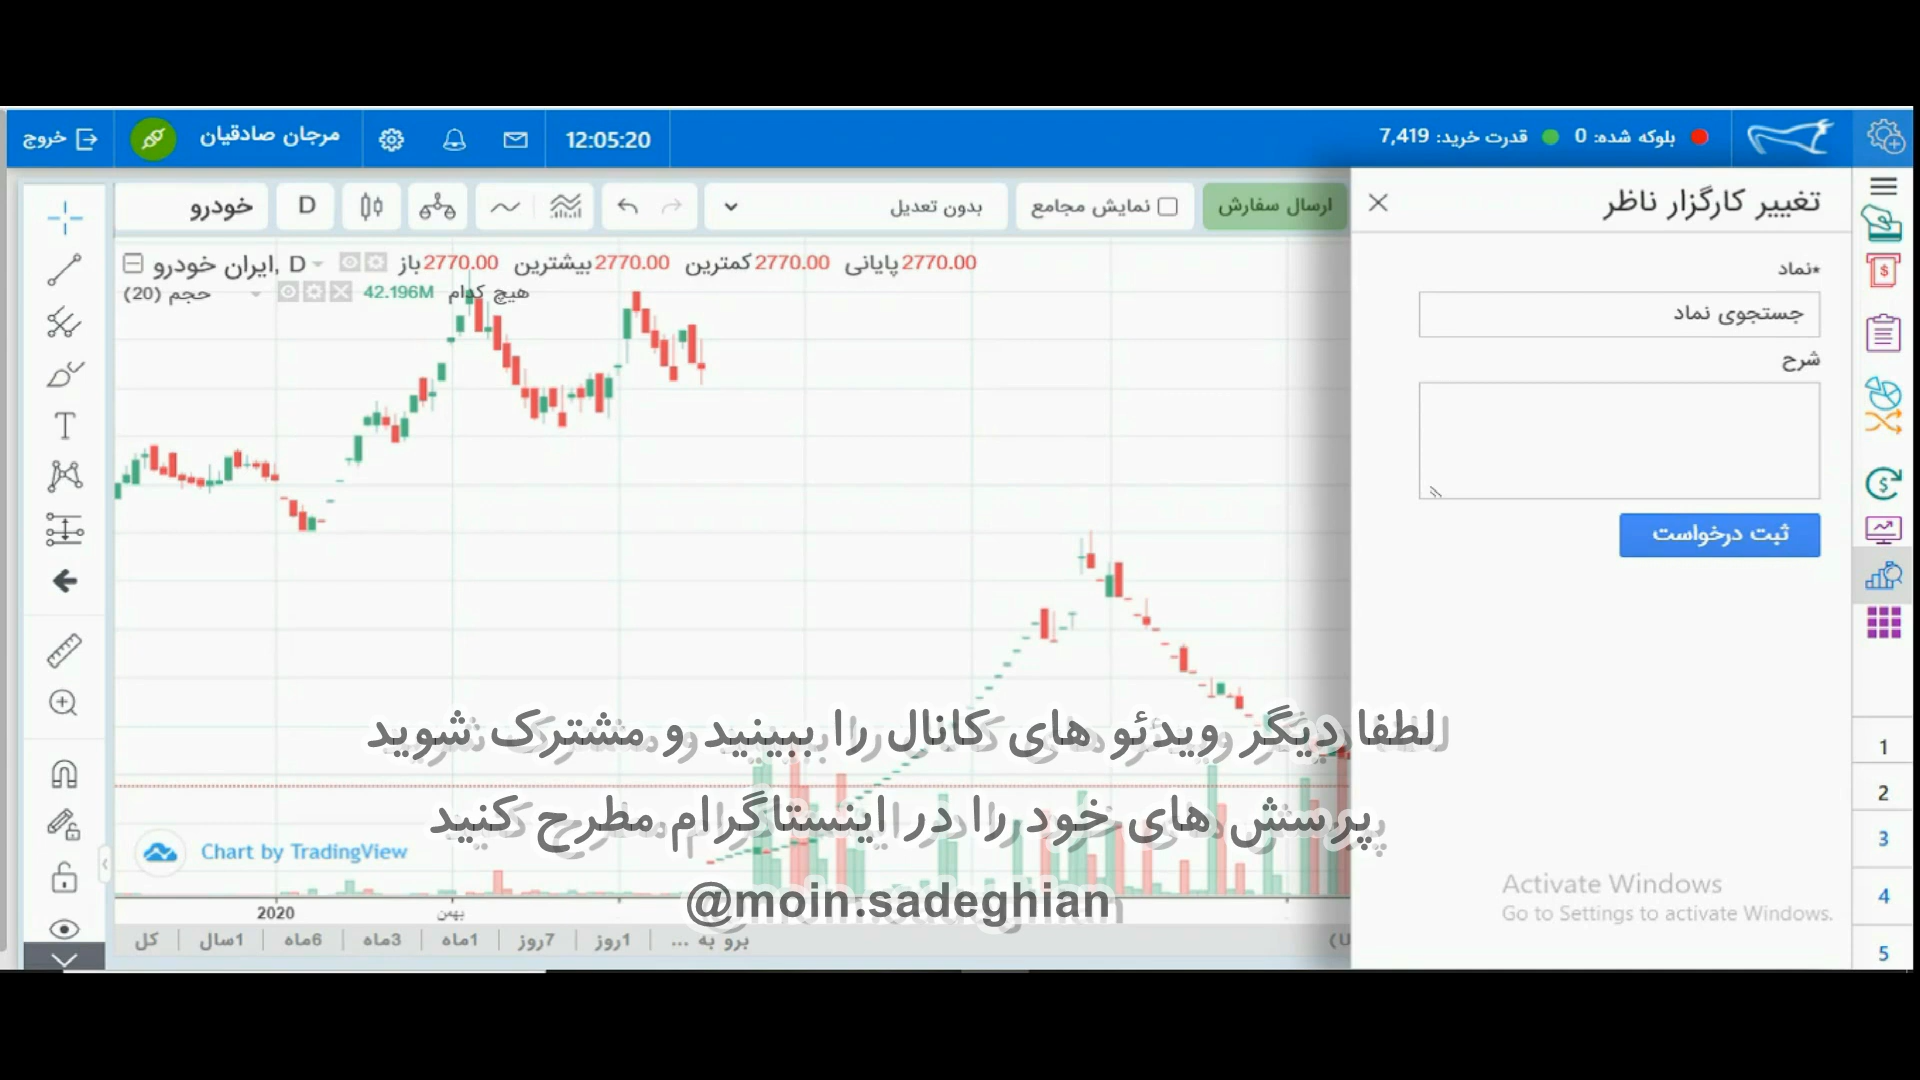 خروج
مرجان صادقیان
12:05:20
قدرت خرید: 7,419
بلوکه شده: 0
خودرو
D
بدون تعدیل
نمایش مجامع
ارسال سفارش
تغییر کارگزار ناظر
ایران خودرو, D
باز2770.00 بیشترین2770.00 کمترین2770.00 پایانی2770.00
حجم (20)
42.196M
هیچ کدام
*نماد
جستجوی نماد
شرح
ثبت درخواست
لطفا دیگر ویدئو های کانال را ببینید و مشترک شوید
پرسش های خود را در اینستاگرام مطرح کنید
@moin.sadeghian
Chart by TradingView
2020
بهمن
کل
1سال
6ماه
3ماه
1ماه
7روز
1روز
برو به ...
Activate Windows
Go to Settings to activate Windows.
1
2
3
4
5